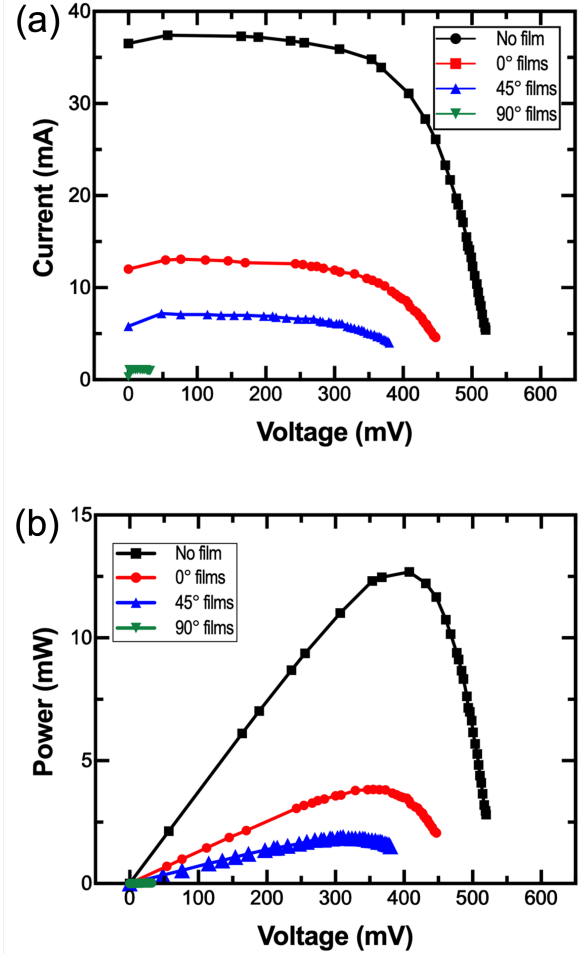 (a)
40
30
20
10
0
Current (mA)
No film
0° films
45° films
90° films
0 100 200 300 400 500 600
Voltage (mV)
(b)
15
10
5
0
Power (mW)
No film
0° films
45° films
90° films
0 100 200 300 400 500 600
Voltage (mV)